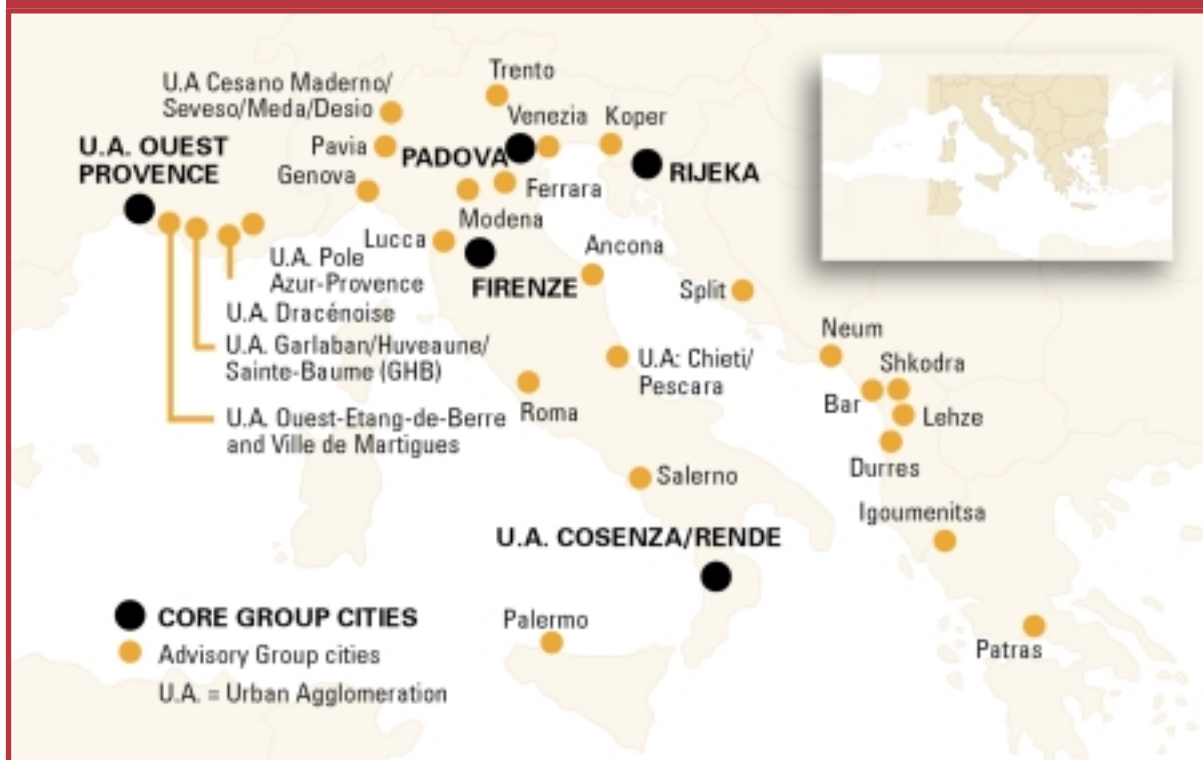 Trento
U.A Cesano Maderno/
Seveso/Meda/Desio
Venezia
Koper
U.A. OUEST
PROVENCE
Pavia
PADOVA
RIJEKA
Genova
Ferrara
Modena
Lucca
Ancona
U.A. Pole
Azur-Provence
FIRENZE
Split
U.A. Dracénoise
Neum
U.A. Garlaban/Huveaune/
Sainte-Baume (GHB)
U.A: Chieti/
Pescara
Shkodra
Bar
Lehze
Roma
U.A. Ouest-Etang-de-Berre
and Ville de Martigues
Durres
Salerno
Igoumenitsa
U.A. COSENZA/RENDE
CORE GROUP CITIES
Palermo
Advisory Group cities
Patras
U.A. = Urban Agglomeration